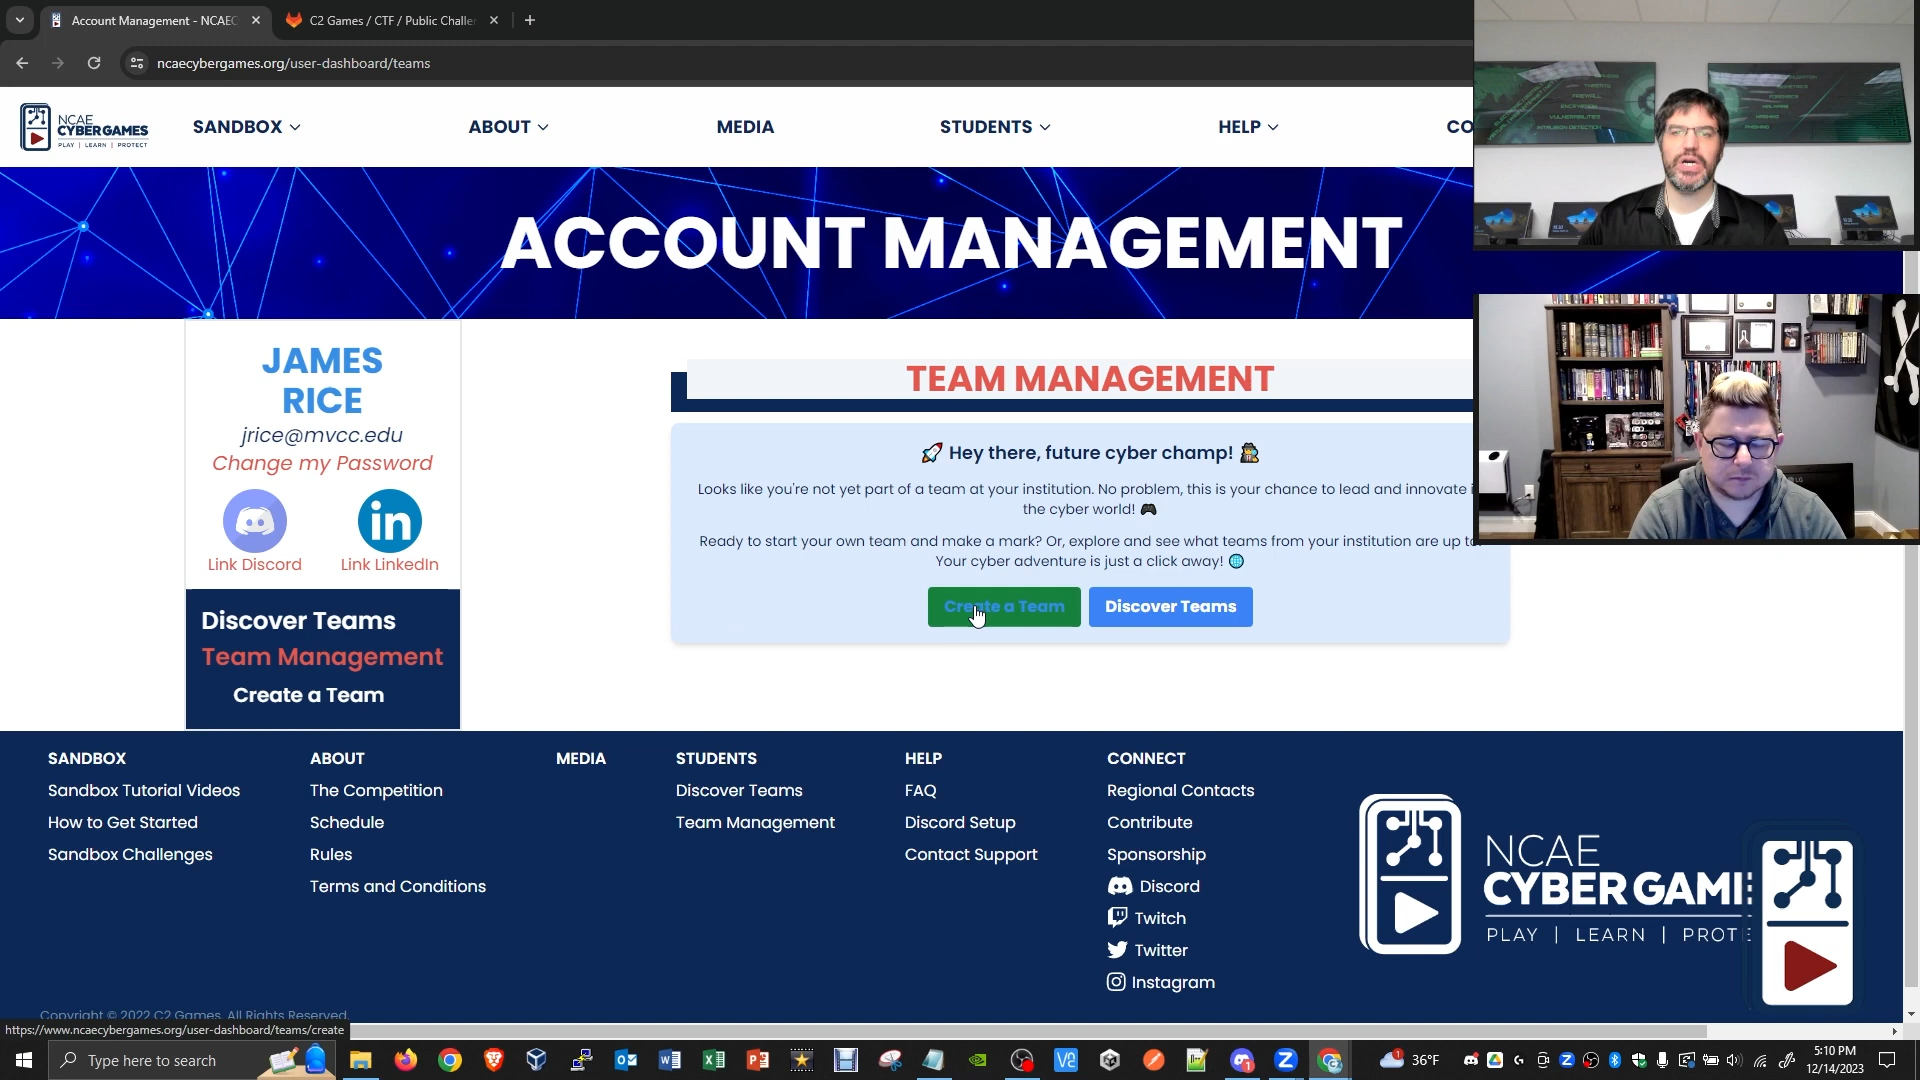 Account Management - NCAEC
C2 Games / CTF / Public Challe
ncaecybergames.org/user-dashboard/teams
NCAE
CYBERGAMES
PLAY | LEARN | PROTECT
SANDBOX
ABOUT
MEDIA
STUDENTS
HELP
CO
ACCOUNT MANAGEMENT
JAMES
RICE
jrice@mvcc.edu
Change my Password
Link Discord
Link LinkedIn
Discover Teams
Team Management
Create a Team
TEAM MANAGEMENT
🚀 Hey there, future cyber champ! 🕵️
Looks like you're not yet part of a team at your institution. No problem, this is your chance to lead and innovate i
the cyber world! 🎮
Ready to start your own team and make a mark? Or, explore and see what teams from your institution are up to.
Your cyber adventure is just a click away! 🌐
Create a Team
Discover Teams
SANDBOX
Sandbox Tutorial Videos
How to Get Started
Sandbox Challenges
ABOUT
The Competition
Schedule
Rules
Terms and Conditions
MEDIA
STUDENTS
Discover Teams
Team Management
HELP
FAQ
Discord Setup
Contact Support
CONNECT
Regional Contacts
Contribute
Sponsorship
Discord
Twitch
Twitter
Instagram
NCAE
CYBER GAME
PLAY | LEARN | PROTE
Copyright © 2022 C2 Games. All Rights Reserved.
https://www.ncaecybergames.org/user-dashboard/teams/create
Type here to search
36°F
5:10 PM
12/14/2023